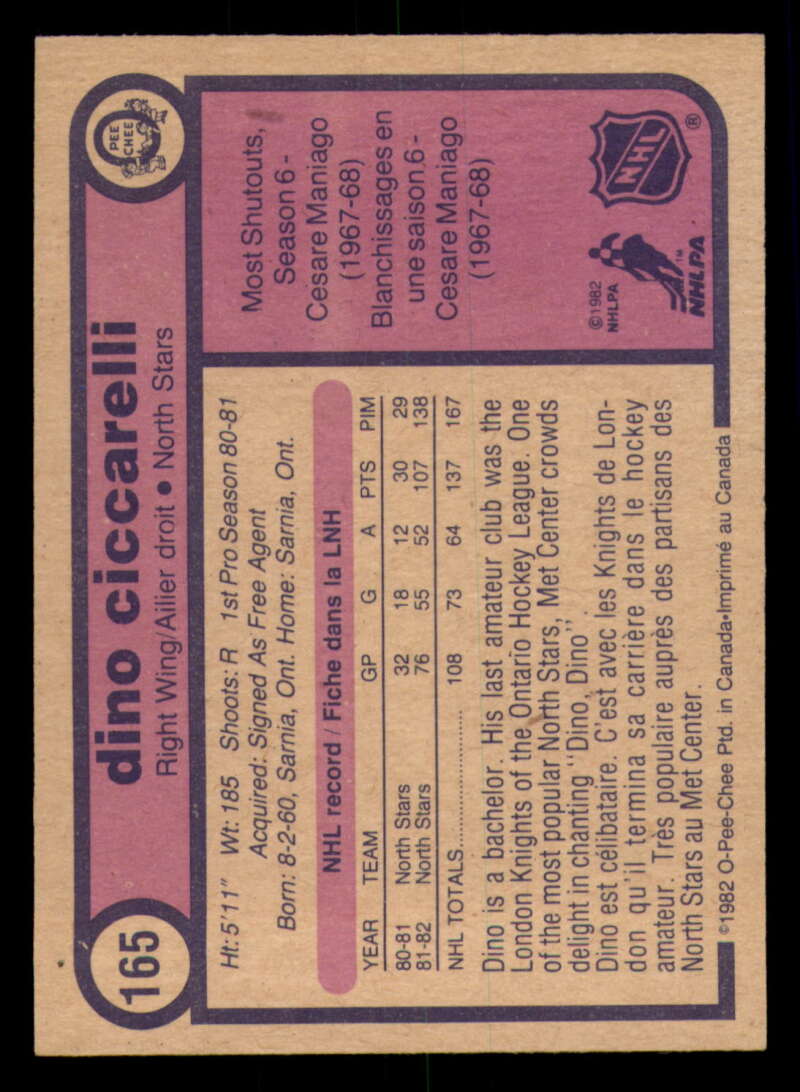 165
dino ciccarelli
Right Wing/Ailier droit • North Stars
O
PEE
CHEE
Ht: 5'11" Wt: 185 Shoots: R 1st Pro Season 80-81
Acquired: Signed As Free Agent
Born: 8-2-60, Sarnia, Ont. Home: Sarnia, Ont.
NHL record / Fiche dans la LNH
YEAR TEAM GP G A PTS PIM
80-81 North Stars 32 18 12 30 29
81-82 North Stars 76 55 52 107 138
NHL TOTALS.................... 108 73 64 137 167
Dino is a bachelor. His last amateur club was the
London Knights of the Ontario Hockey League. One
of the most popular North Stars, Met Center crowds
delight in chanting "Dino, Dino".
Dino est célibataire. C'est avec les Knights de Lon-
don qu'il termina sa carrière dans le hockey
amateur. Très populaire auprès des partisans des
North Stars au Met Center.
Most Shutouts,
Season 6 -
Cesare Maniago
(1967-68)
Blanchissages en
une saison 6 -
Cesare Maniago
(1967-68)
©1982
NHLPA
NHLPA
TM
NHL
®
©1982 O-Pee-Chee Ptd. in Canada•Imprimé au Canada